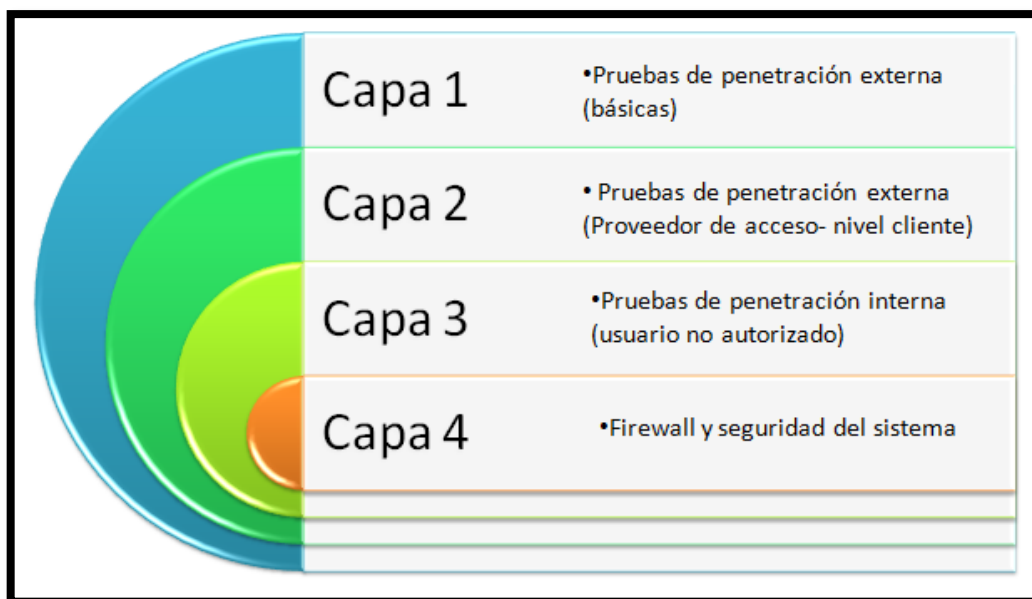 Capa 1
•Pruebas de penetración externa
(básicas)
Capa 2
• Pruebas de penetración externa
(Proveedor de acceso- nivel cliente)
Capa 3
•Pruebas de penetración interna
(usuario no autorizado)
Capa 4
•Firewall y seguridad del sistema